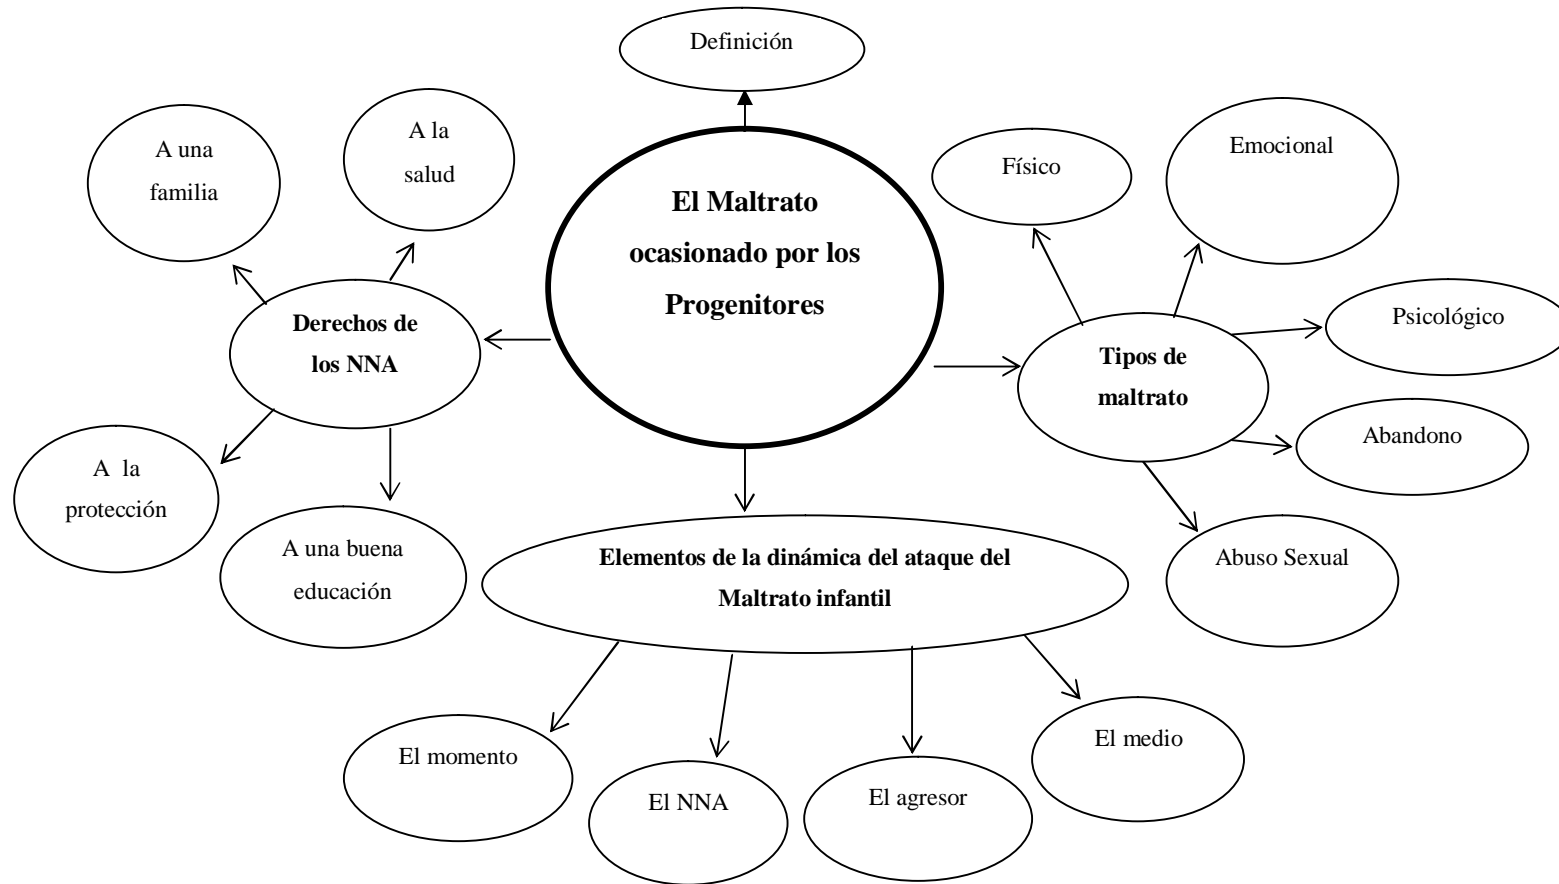 Definición
El Maltrato
ocasionado por los
Progenitores
A una
familia
A la
salud
Derechos de
los NNA
A  la
protección
A una buena
educación
Físico
Emocional
Psicológico
Tipos de
maltrato
Abandono
Abuso Sexual
Elementos de la dinámica del ataque del
Maltrato infantil
El momento
El NNA
El agresor
El medio